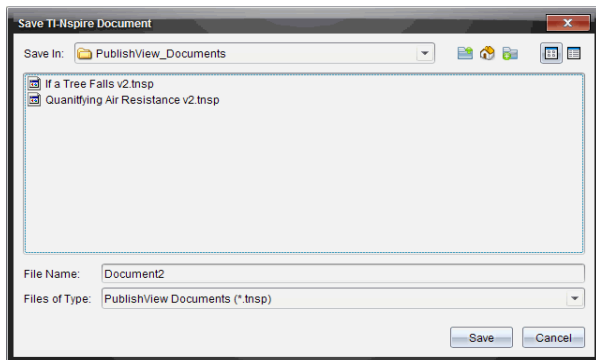 Save TI-Nspire Document
Save In: PublishView_Documents
If a Tree Falls v2.tnsp
Quanitfying Air Resistance v2.tnsp
File Name: Document2
Files of Type: PublishView Documents (*.tnsp)
Save Cancel